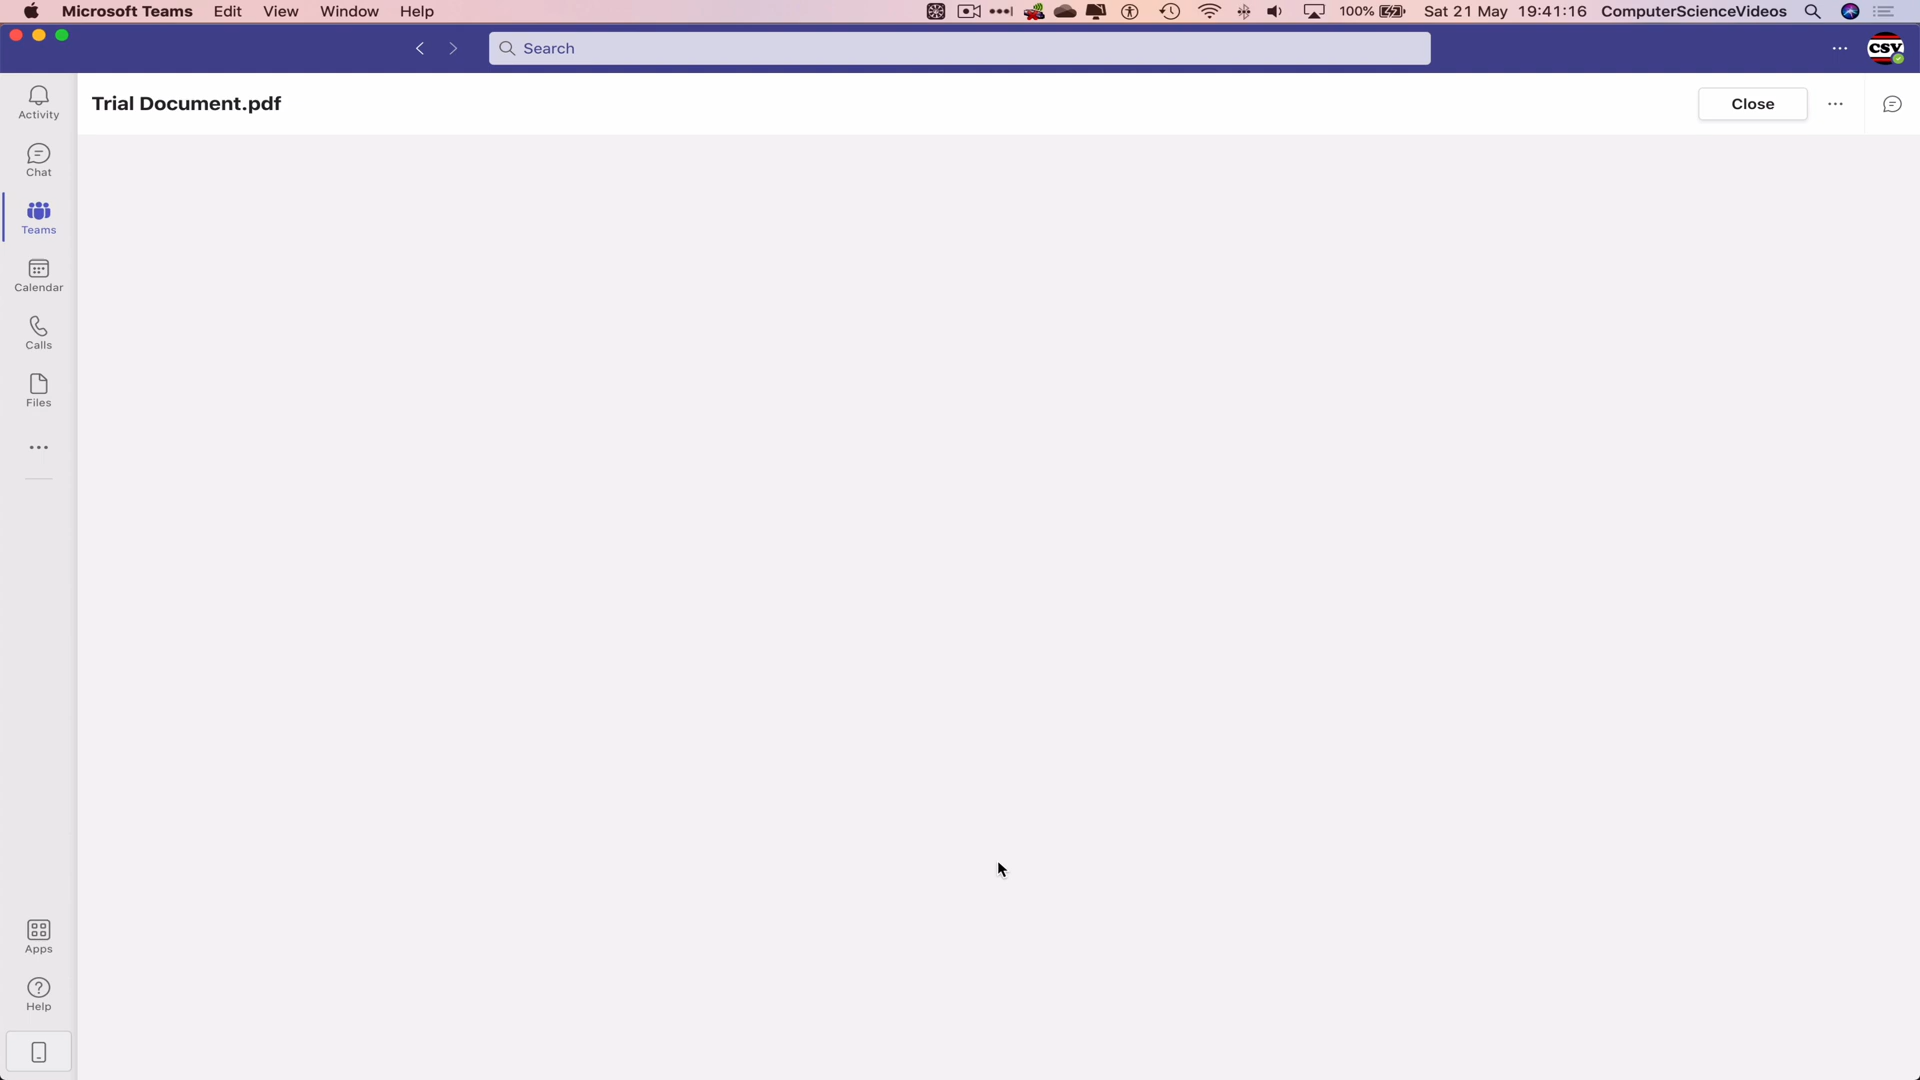 Microsoft Teams Edit View Window Help 100% Sat 21 May 19:41:16 ComputerScienceVideos
Search
csv
Trial Document.pdf
Close
Activity
Chat
Teams
Calendar
Calls
Files
Apps
Help